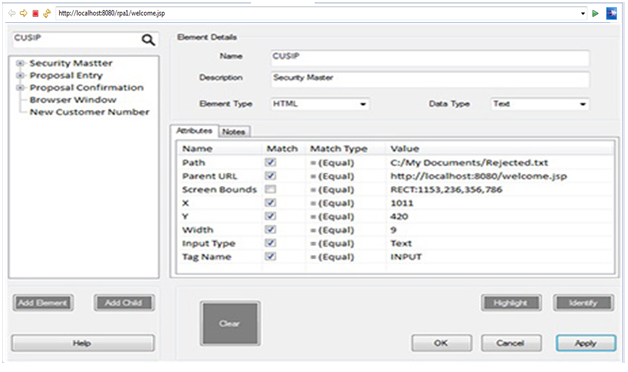 http://localhost:8080/rpa1/welcome.jsp
CUSIP
Security Mastter
Proposal Entry
Proposal Confirmation
Browser Window
New Customer Number
Add Element Add Child
Help
Element Details
Name CUSIP
Description Security Master
Element Type HTML Data Type Text
Attributes Notes
Name Match Match Type Value
Path = (Equal) C:/My Documents/Rejected.txt
Parent URL = (Equal) http://localhost:8080/welcome.jsp
Screen Bounds = (Equal) RECT:1153,236,356,786
X = (Equal) 1011
Y = (Equal) 420
Width = (Equal) 9
Input Type = (Equal) Text
Tag Name = (Equal) INPUT
Clear
Highlight Identify
OK Cancel Apply